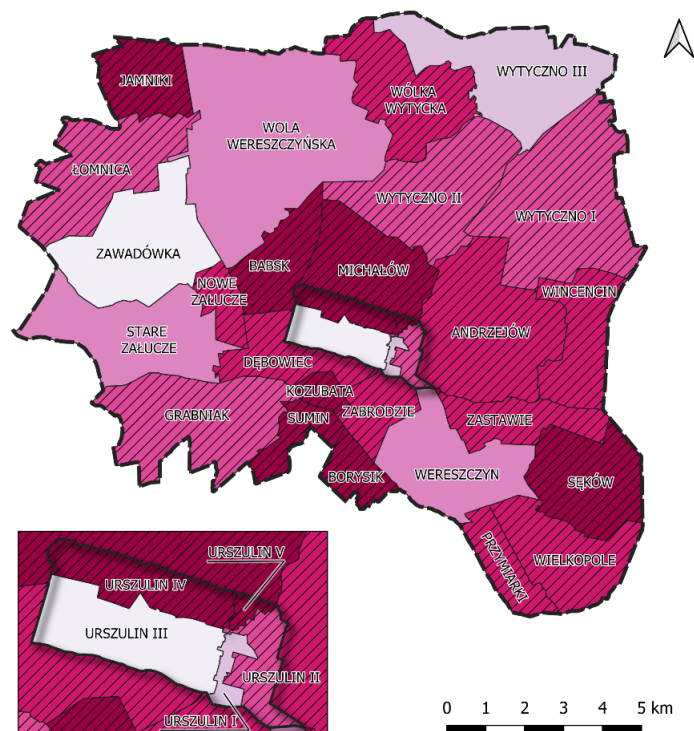 JAMNIKI
WYTYCZNO III
WÓLKA
WYTYCKA
WOLA
WERESZCZYŃSKA
ŁOMNICA
WYTYCZNO II
WYTYCZNO I
ZAWADÓWKA
BABSK
MICHAŁÓW
NOWE
ZAŁUCZE
WINCENCIN
STARE
ZAŁUCZE
ANDRZEJÓW
DĘBOWIEC
KOZUBATA
GRABNIAK
SUMIN
ZABRODZIE
ZASTAWIE
BORYSIK
WERESZCZYN
SĘKÓW
PRZYMIARKI
WIELKOPOLE
URSZULIN V
URSZULIN IV
URSZULIN III
URSZULIN II
URSZULIN I
0 1 2 3 4 5 km